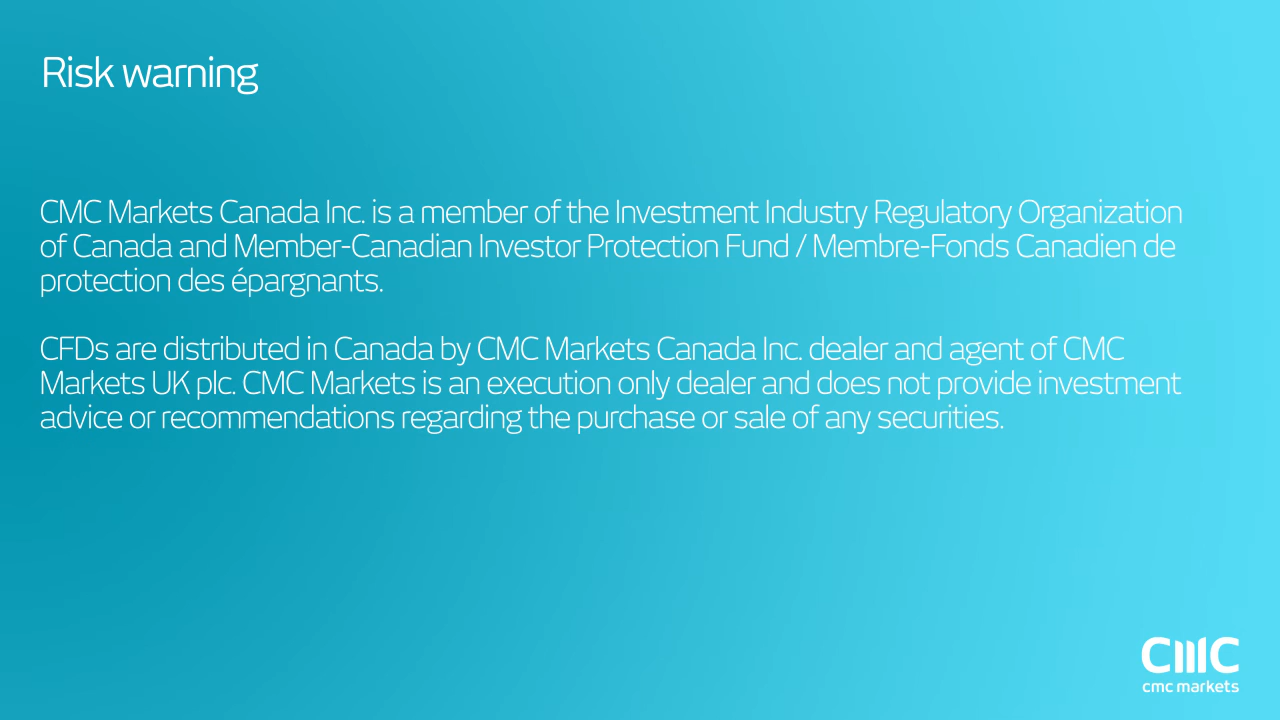 Risk warning
CMC Markets Canada Inc. is a member of the Investment Industry Regulatory Organization
of Canada and Member-Canadian Investor Protection Fund / Membre-Fonds Canadien de
protection des épargnants.
CFDs are distributed in Canada by CMC Markets Canada Inc. dealer and agent of CMC
Markets UK plc. CMC Markets is an execution only dealer and does not provide investment
advice or recommendations regarding the purchase or sale of any securities.
CMC
cmc markets